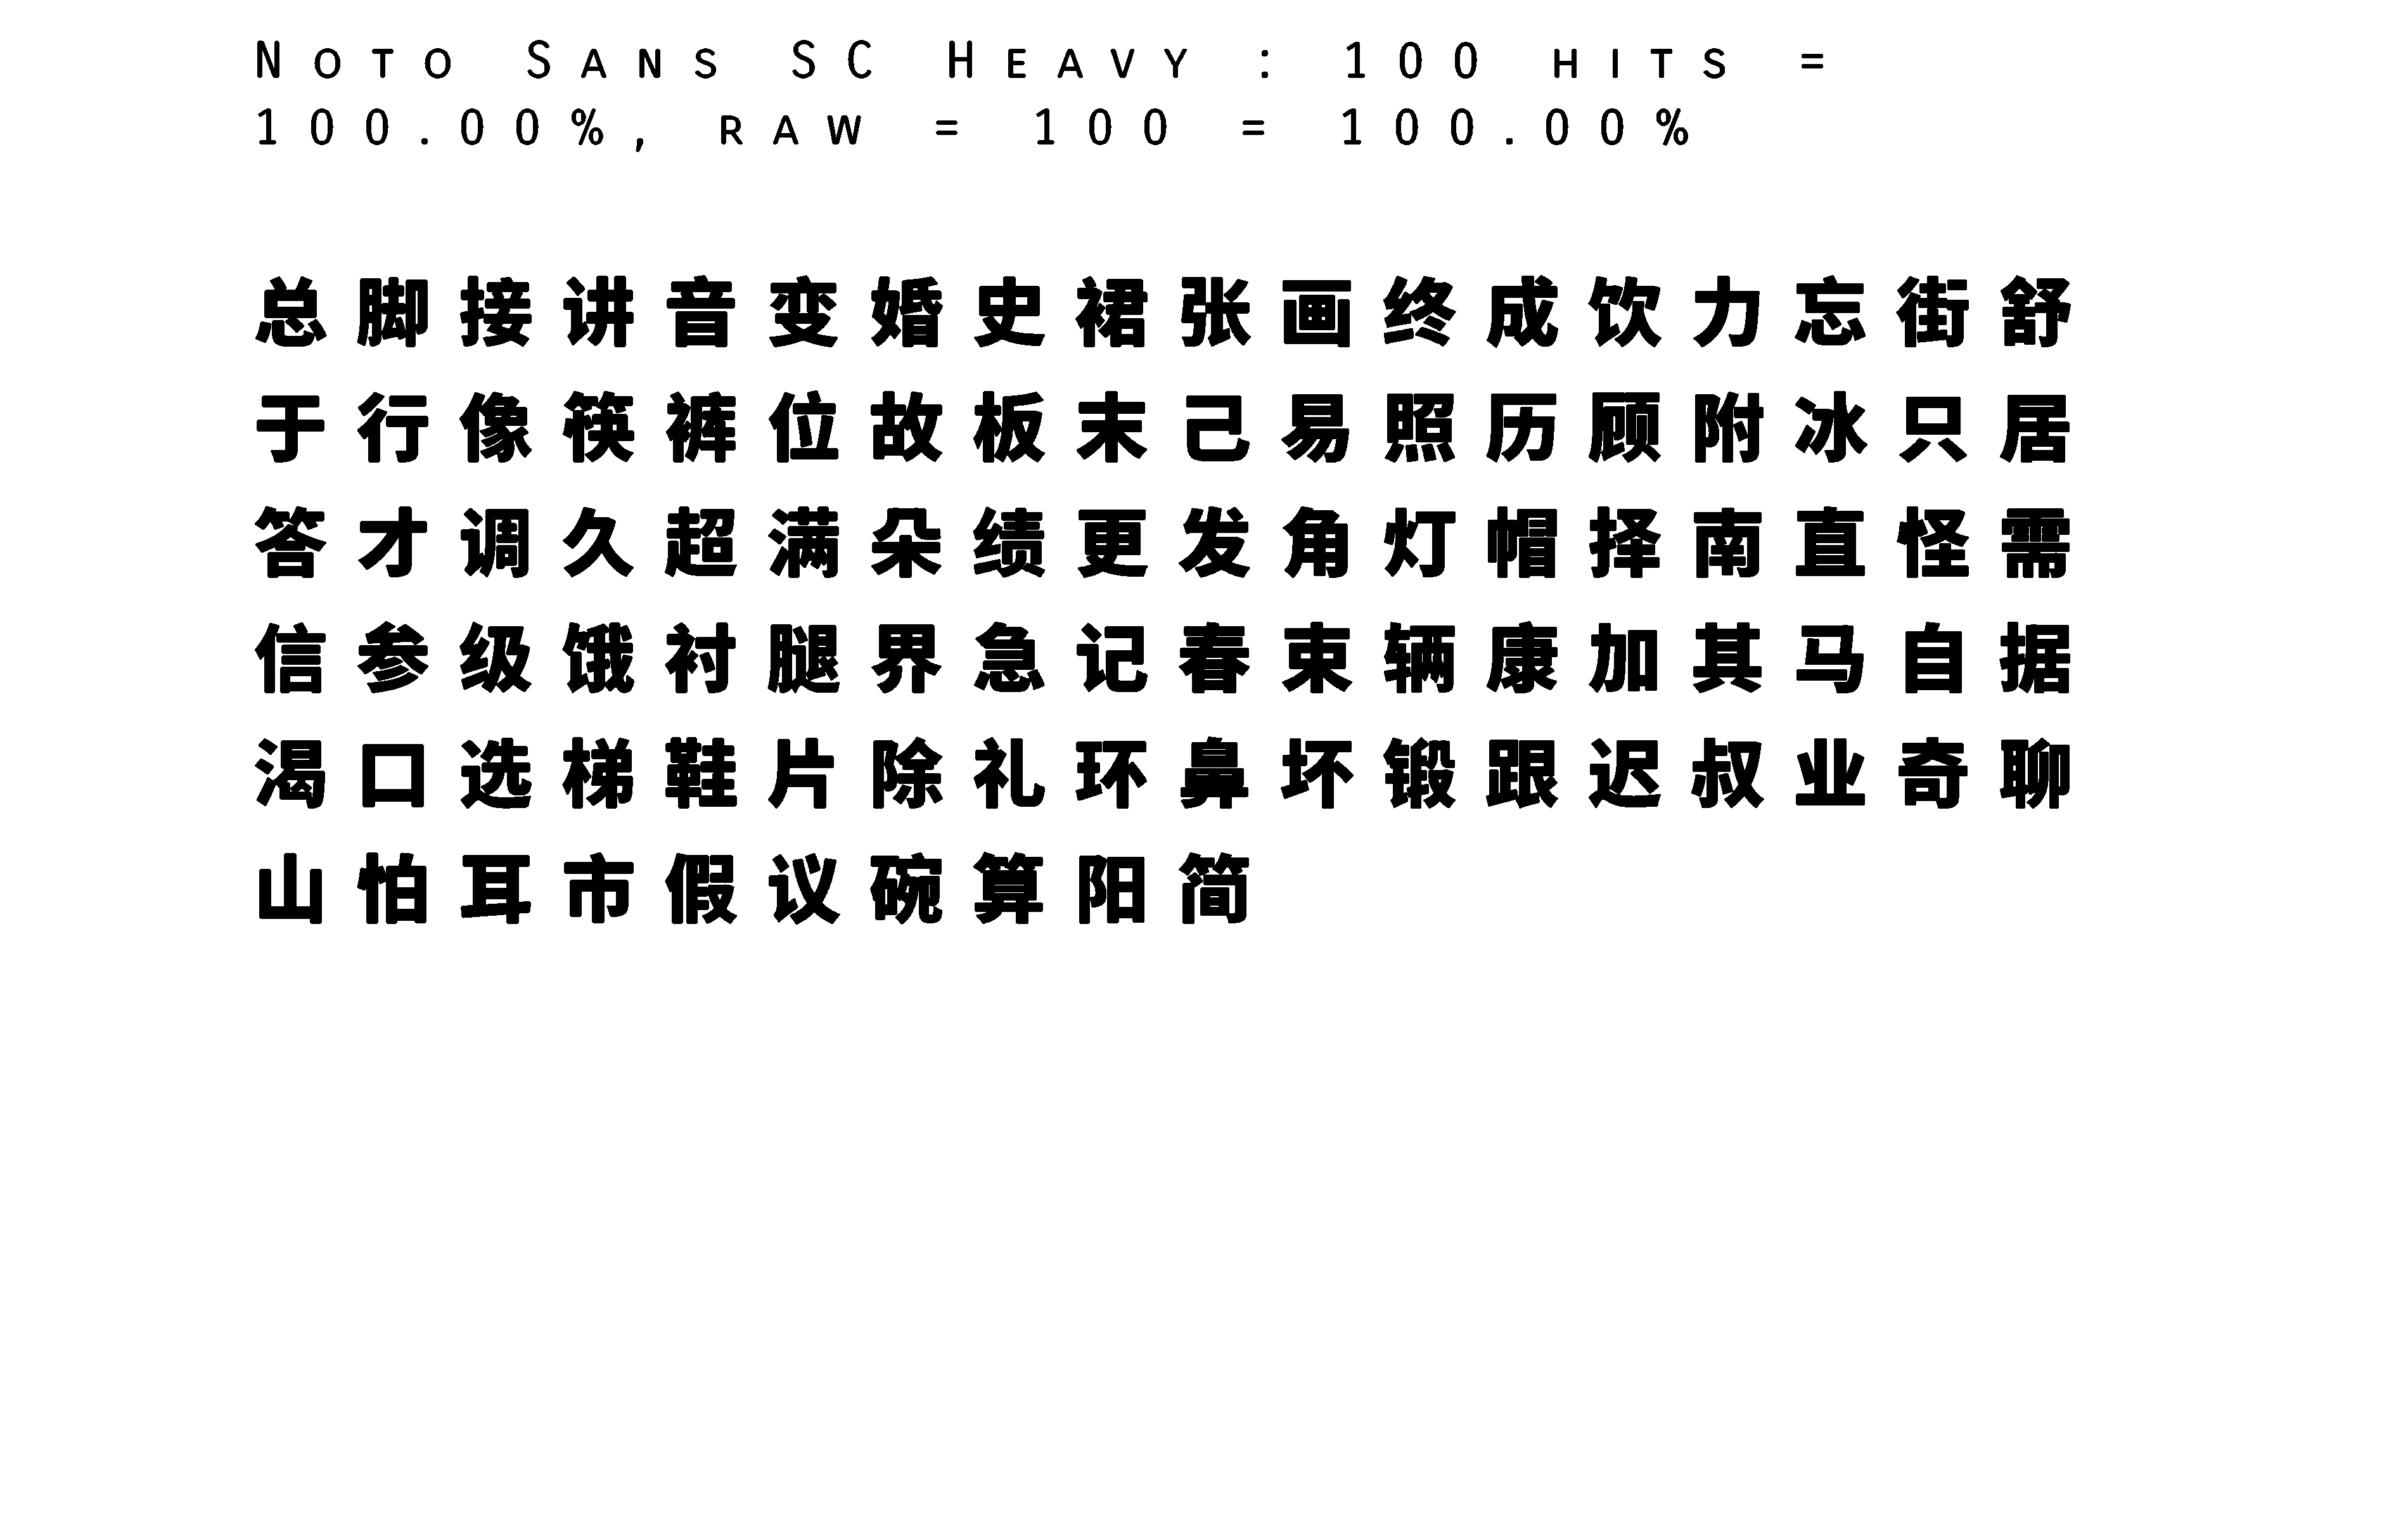 Noto Sans SC Heavy : 100 hits =
100.00%, raw = 100 = 100.00%
总脚接讲音变婚史裙张画终成饮力忘街舒
于行像筷裤位故板末己易照历顾附冰只居
答才调久超满朵绩更发角灯帽择南直怪需
信参级饿衬腿界急记春束辆康加其马自据
渴口选梯鞋片除礼环鼻坏锻跟迟叔业奇聊
山怕耳市假议碗算阳简